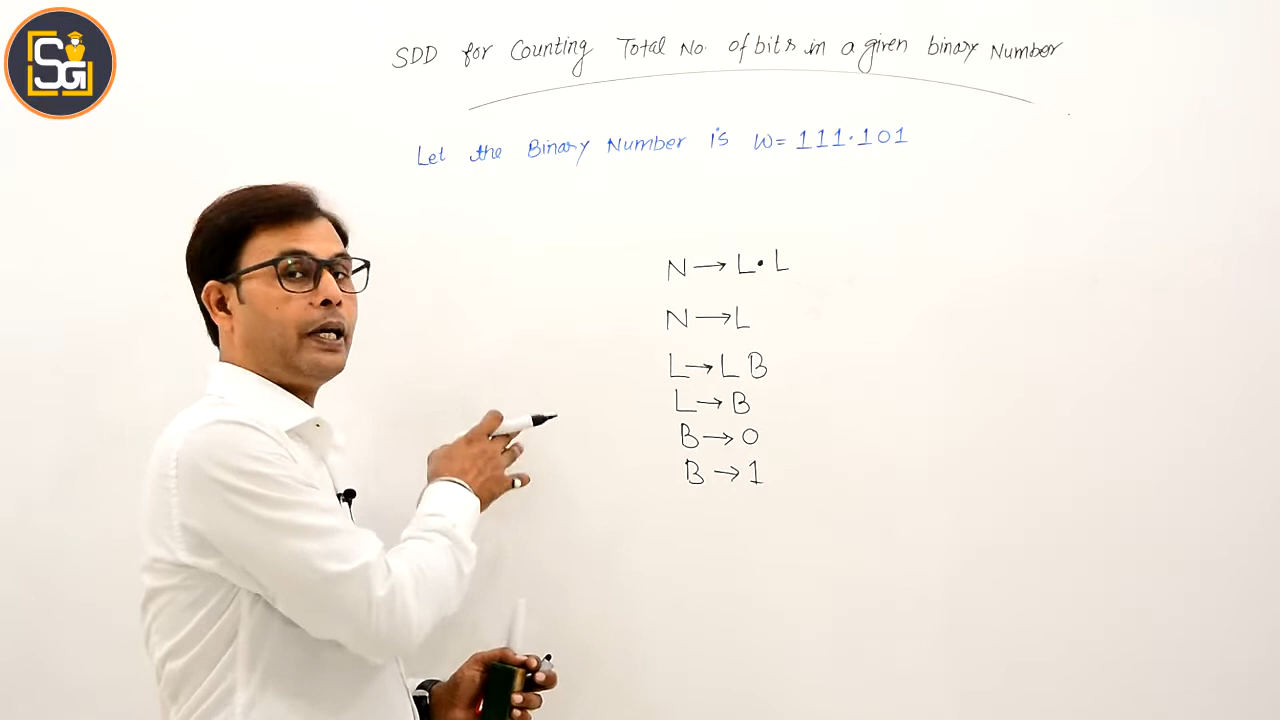 SG
SDD for Counting Total No. of bits in a given binary Number
Let the Binary Number is w= 111.101
N → L • L
N → L
L → L B
L → B
B → 0
B → 1